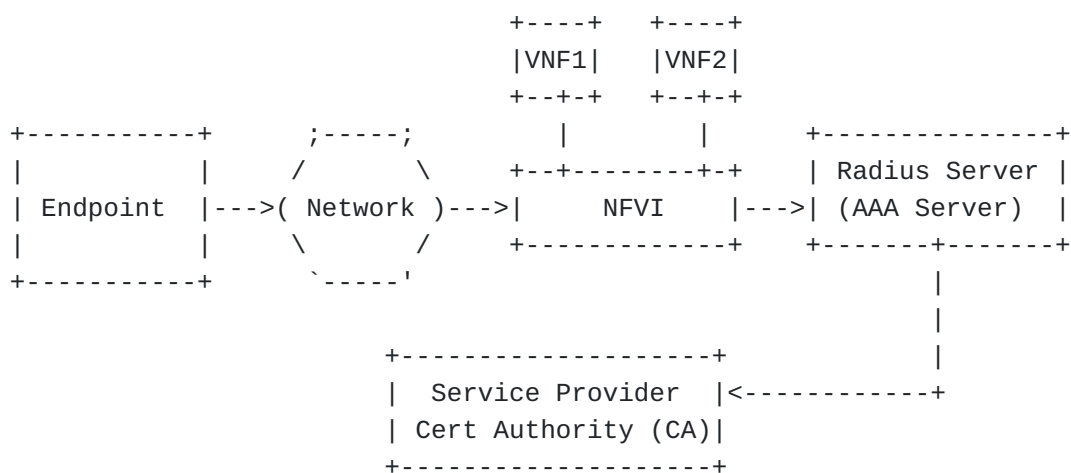 VNF1 VNF2
Radius Server
Endpoint Network NFVI (AAA Server)
Service Provider
Cert Authority (CA)